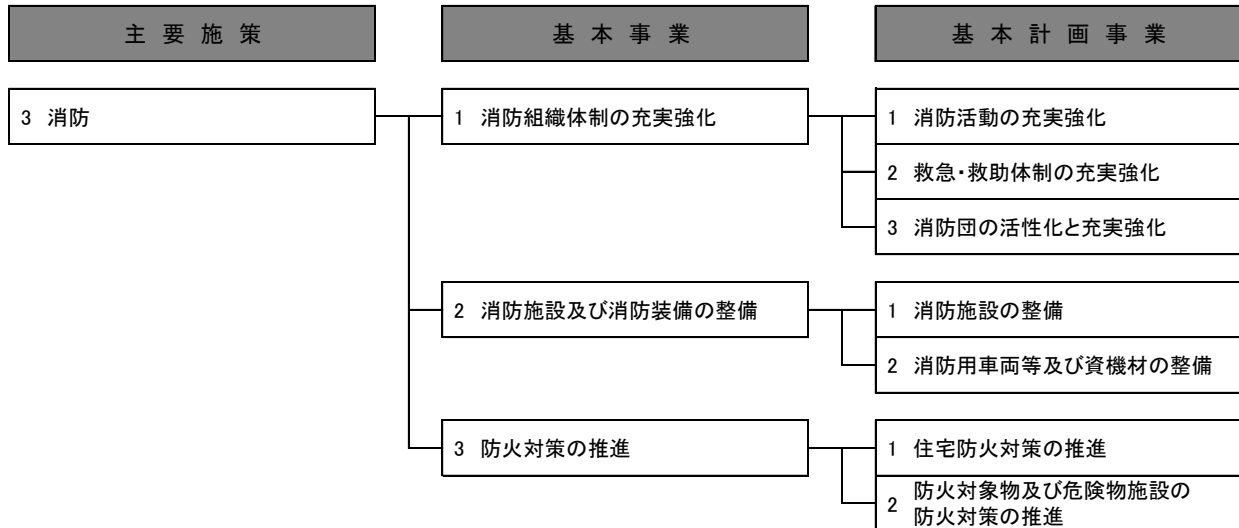 主要施策
基本事業
基本計画事業
3 消防
1 消防組織体制の充実強化
1 消防活動の充実強化
2 救急・救助体制の充実強化
3 消防団の活性化と充実強化
2 消防施設及び消防装備の整備
1 消防施設の整備
2 消防用車両等及び資機材の整備
3 防火対策の推進
1 住宅防火対策の推進
2 防火対象物及び危険物施設の
防火対策の推進